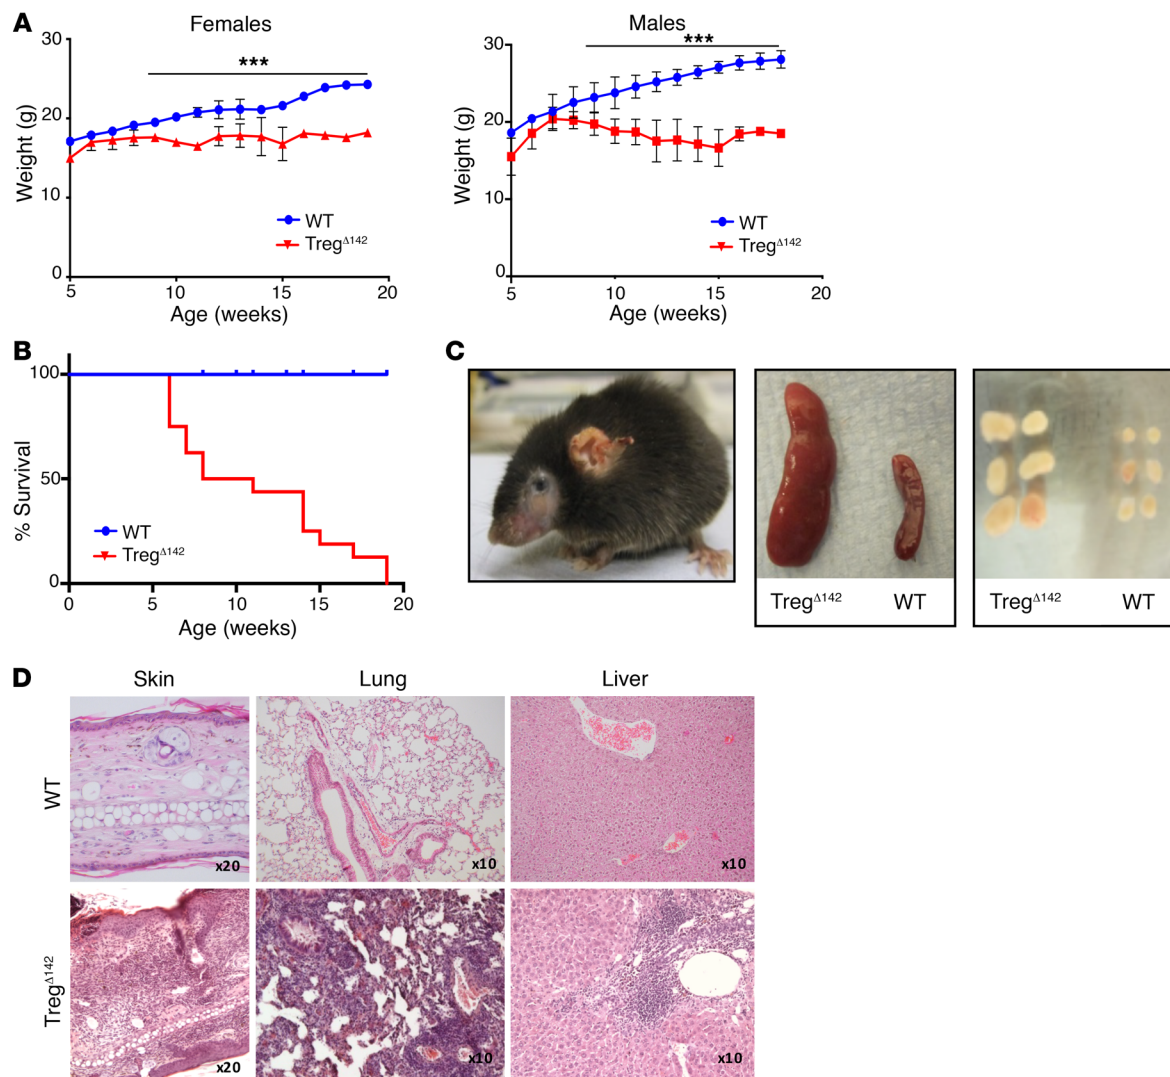 A
Females
Males
Weight (g)
30
20
10
0
***
WT
TregΔ142
5
10
15
20
Age (weeks)
Weight (g)
30
20
10
0
***
WT
TregΔ142
5
10
15
20
Age (weeks)
B
% Survival
100
50
0
WT
TregΔ142
0
5
10
15
20
Age (weeks)
C
TregΔ142 WT
TregΔ142 WT
D
Skin Lung Liver
WT
x20 x10 x10
TregΔ142
x20 x10 x10